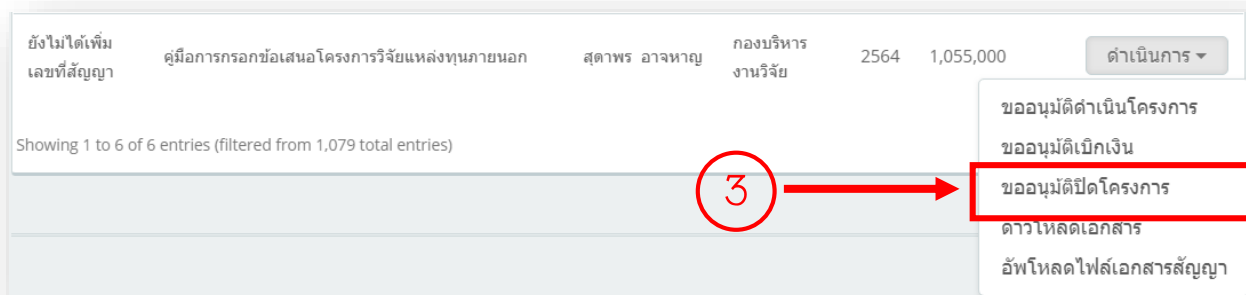 ยังไม่ได้เพิ่ม
เลขที่สัญญา
คู่มือการกรอกข้อเสนอโครงการวิจัยแหล่งทุนภายนอก
สุดาพร อาจหาญ
กองบริหาร
งานวิจัย
2564
1,055,000
ดำเนินการ
ขออนุมัติดำเนินโครงการ
Showing 1 to 6 of 6 entries (filtered from 1,079 total entries)
ขออนุมัติเบิกเงิน
3
ขออนุมัติปิดโครงการ
ดาวโหลดเอกสาร
อัพโหลดไฟล์เอกสารสัญญา